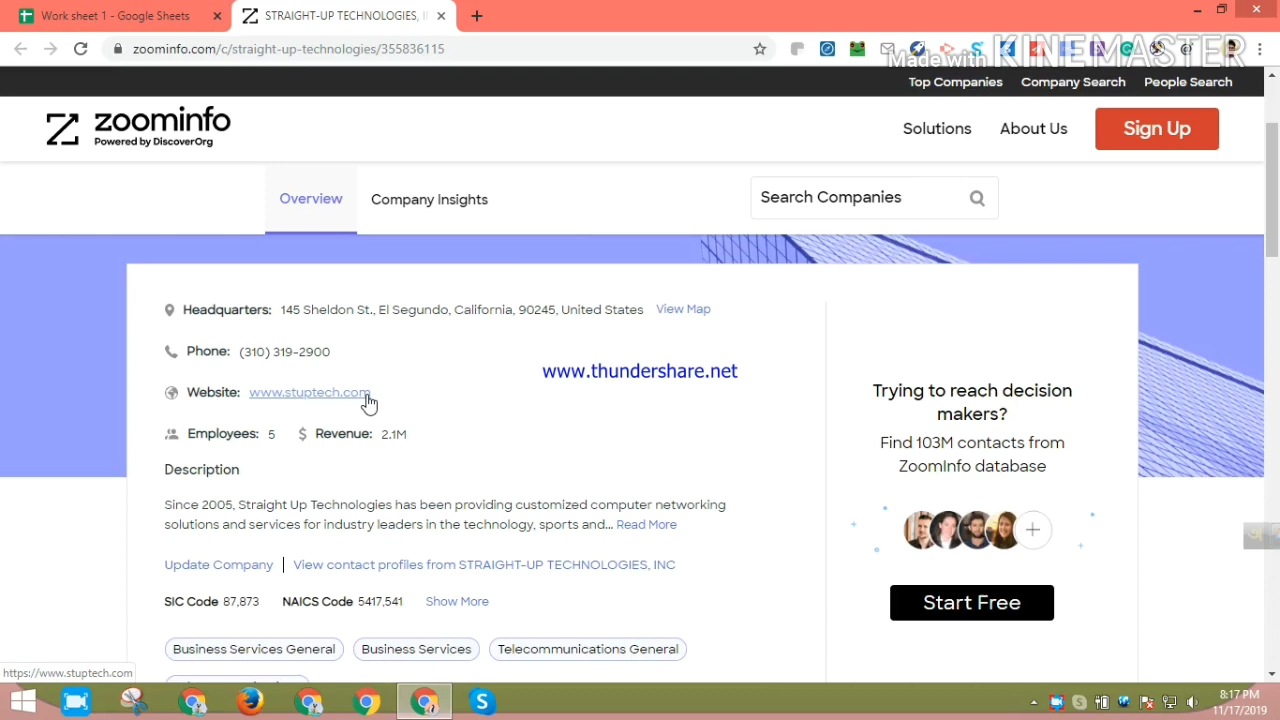 Work sheet 1 - Google Sheets
STRAIGHT-UP TECHNOLOGIES, I
zoominfo.com/c/straight-up-technologies/355836115
Made with KINEMASTER
Top Companies Company Search People Search
zoominfo
Powered by DiscoverOrg
Solutions About Us Sign Up
Overview Company Insights Search Companies
Headquarters: 145 Sheldon St., El Segundo, California, 90245, United States View Map
Phone: (310) 319-2900
www.thundershare.net
Website: www.stuptech.com
Employees: 5 $ Revenue: 2.1M
Description
Since 2005, Straight Up Technologies has been providing customized computer networking
solutions and services for industry leaders in the technology, sports and... Read More
Update Company | View contact profiles from STRAIGHT-UP TECHNOLOGIES, INC
SIC Code 87,873 NAICS Code 5417,541 Show More
Business Services General Business Services Telecommunications General
Trying to reach decision
makers?
Find 103M contacts from
ZoomInfo database
Start Free
https://www.stuptech.com
8:17 PM
11/17/2019